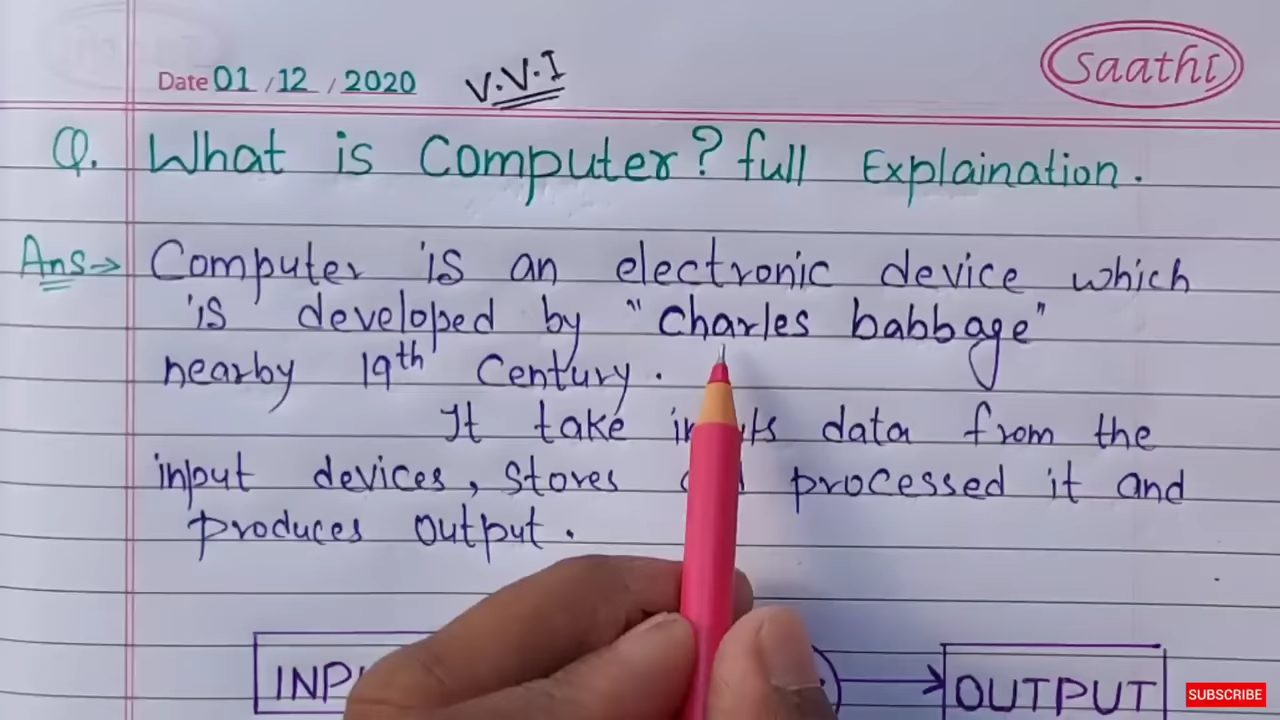 Saathi
Date 01 / 12 / 2020 V.V.I
Q. What is Computer? full Explaination.
Ans→ Computer is an electronic device which
is developed by "Charles babbage"
nearby 19th Century.
It take data from the
input devices, stores processed it and
produces output.
OUTPUT
SUBSCRIBE